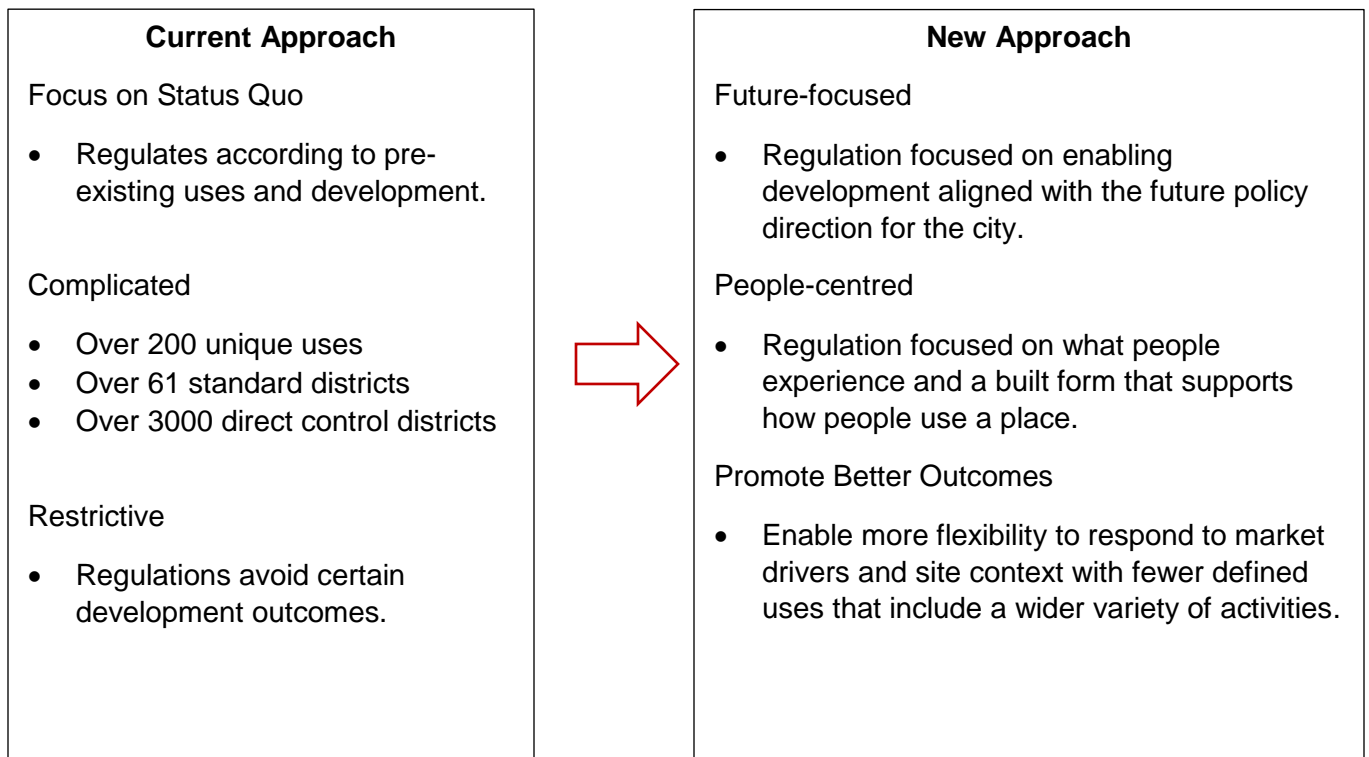 Current Approach
Focus on Status Quo
• Regulates according to pre-
existing uses and development.
Complicated
• Over 200 unique uses
• Over 61 standard districts
• Over 3000 direct control districts
Restrictive
• Regulations avoid certain
development outcomes.
New Approach
Future-focused
• Regulation focused on enabling
development aligned with the future policy
direction for the city.
People-centred
• Regulation focused on what people
experience and a built form that supports
how people use a place.
Promote Better Outcomes
• Enable more flexibility to respond to market
drivers and site context with fewer defined
uses that include a wider variety of activities.